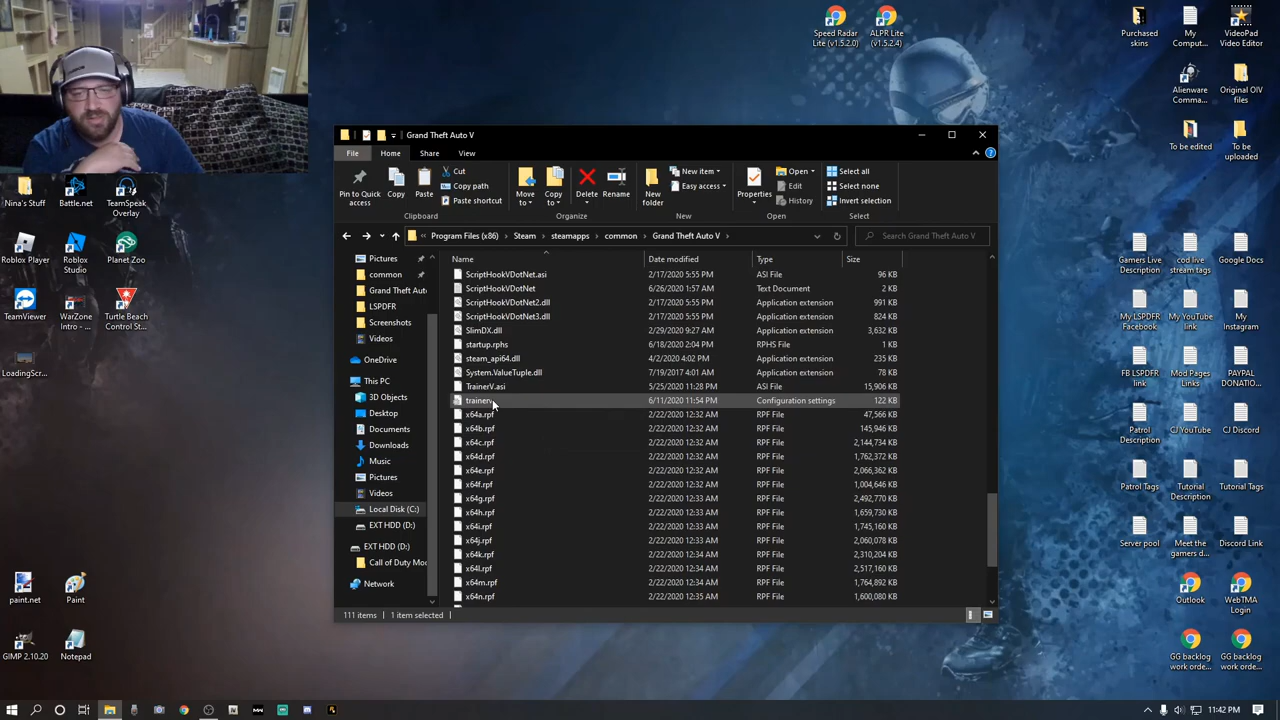 Speed Radar
Lite (v1.5.2.0)
ALPR Lite
(v1.5.2.4)
Purchased
skins
My
Comput...
VideoPad
Video Editor
Alienware
Comma...
Original OIV
files
To be edited
To be
uploaded
Nina's Stuff
Battle.net
TeamSpeak
Overlay
Roblox Player
Roblox
Studio
Planet Zoo
TeamViewer
WarZone
Intro - ...
Turtle Beach
Control St...
LoadingScr...
paint.net
Paint
GIMP 2.10.20
Notepad
Grand Theft Auto V
File
Home
Share
View
Pin to Quick
access
Copy
Paste
Cut
Copy path
Paste shortcut
Clipboard
Move
to
Copy
to
Delete
Rename
Organize
New
folder
New item
Easy access
New
Properties
Open
Edit
History
Open
Select all
Select none
Invert selection
Select
Program Files (x86) Steam steamapps common Grand Theft Auto V
Search Grand Theft Auto V
Pictures
common
Grand Theft Aut
LSPDFR
Screenshots
Videos
OneDrive
This PC
3D Objects
Desktop
Documents
Downloads
Music
Pictures
Videos
Local Disk (C:)
EXT HDD (D:)
EXT HDD (D:)
Call of Duty Mo
Network
Name Date modified Type Size
ScriptHookVDotNet.asi 2/17/2020 5:55 PM ASI File 96 KB
ScriptHookVDotNet 6/26/2020 1:57 AM Text Document 2 KB
ScriptHookVDotNet2.dll 2/17/2020 5:55 PM Application extension 991 KB
ScriptHookVDotNet3.dll 2/17/2020 5:55 PM Application extension 824 KB
SlimDX.dll 2/29/2020 9:27 AM Application extension 3,632 KB
startup.rphs 6/18/2020 2:04 PM RPHS File 1 KB
steam_api64.dll 4/2/2020 4:02 PM Application extension 235 KB
System.ValueTuple.dll 7/19/2017 4:01 AM Application extension 78 KB
TrainerV.asi 5/25/2020 11:28 PM ASI File 15,906 KB
trainerv 6/11/2020 11:54 PM Configuration settings 122 KB
x64a.rpf 2/22/2020 12:32 AM RPF File 47,566 KB
x64b.rpf 2/22/2020 12:32 AM RPF File 145,946 KB
x64c.rpf 2/22/2020 12:32 AM RPF File 2,144,734 KB
x64d.rpf 2/22/2020 12:32 AM RPF File 1,762,372 KB
x64e.rpf 2/22/2020 12:32 AM RPF File 2,066,362 KB
x64f.rpf 2/22/2020 12:32 AM RPF File 1,004,646 KB
x64g.rpf 2/22/2020 12:33 AM RPF File 2,492,770 KB
x64h.rpf 2/22/2020 12:33 AM RPF File 1,659,730 KB
x64i.rpf 2/22/2020 12:33 AM RPF File 1,745,160 KB
x64j.rpf 2/22/2020 12:33 AM RPF File 2,060,078 KB
x64k.rpf 2/22/2020 12:34 AM RPF File 2,310,204 KB
x64l.rpf 2/22/2020 12:34 AM RPF File 2,517,160 KB
x64m.rpf 2/22/2020 12:34 AM RPF File 1,764,892 KB
x64n.rpf 2/22/2020 12:35 AM RPF File 1,600,080 KB
111 items
1 item selected
Gamers Live
Description
cod live
stream tags
Google Docs
My LSPDFR
Facebook
My YouTube
link
My
Instagram
FB LSPDFR
link
Mod Pages
Links
PAYPAL
DONATIO...
Patrol
Description
CJ YouTube
CJ Discord
Patrol Tags
Tutorial
Description
Tutorial Tags
Server pool
Meet the
gamers d...
Discord Link
Outlook
WebTMA
Login
GG backlog
work orde...
GG backlog
work orde...
11:42 PM